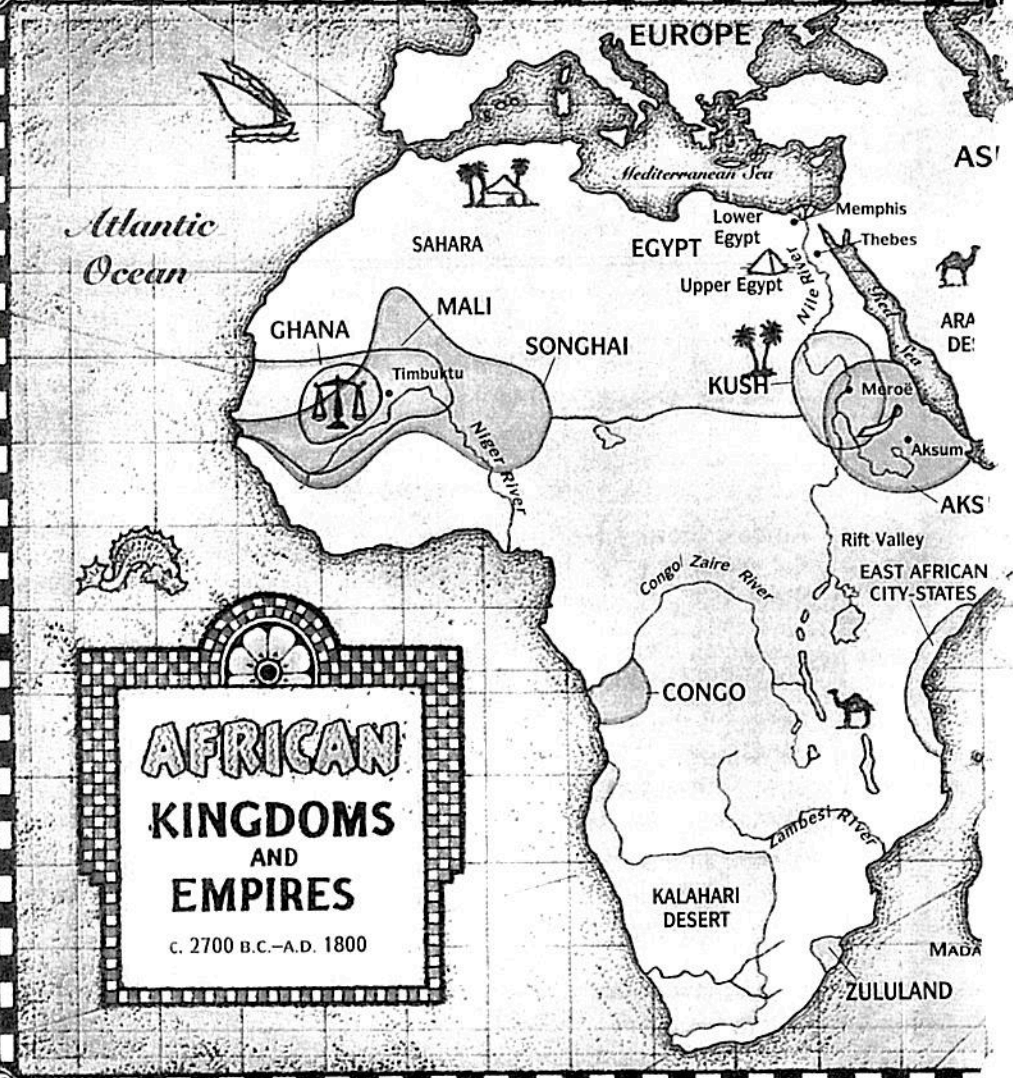 EUROPE
ASI
Mediterranean Sea
Atlantic
Ocean
SAHARA
EGYPT
Lower
Egypt
Memphis
Thebes
Upper Egypt
Nile River
Red
Sea
ARA
DES
GHANA
MALI
SONGHAI
Timbuktu
KUSH
Meroë
Aksum
AKS
Niger River
Rift Valley
EAST AFRICAN
CITY-STATES
Congo/ Zaire River
CONGO
AFRICAN
KINGDOMS
AND
EMPIRES
C. 2700 B.C.–A.D. 1800
Zambesi River
KALAHARI
DESERT
MADA
ZULULAND